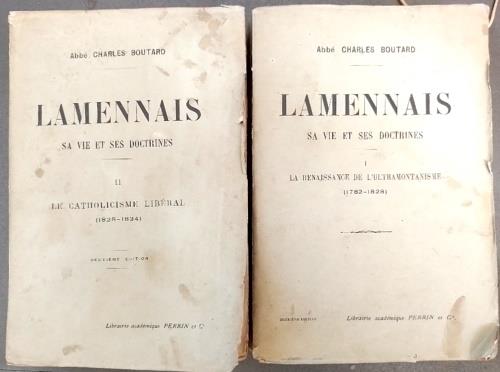 Abbé CHARLES BOUTARD
LAMENNAIS
SA VIE ET SES DOCTRINES
II
LE CATHOLICISME LIBÉRAL
(1828-1834)
DEUXIÈME ÉDITION
Librairie académique PERRIN et Cie
Abbé CHARLES BOUTARD
LAMENNAIS
SA VIE ET SES DOCTRINES
I
LA RENAISSANCE DE L'ULTRAMONTANISME
(1782-1828)
DEUXIÈME ÉDITION
Librairie académique PERRIN et Cie.